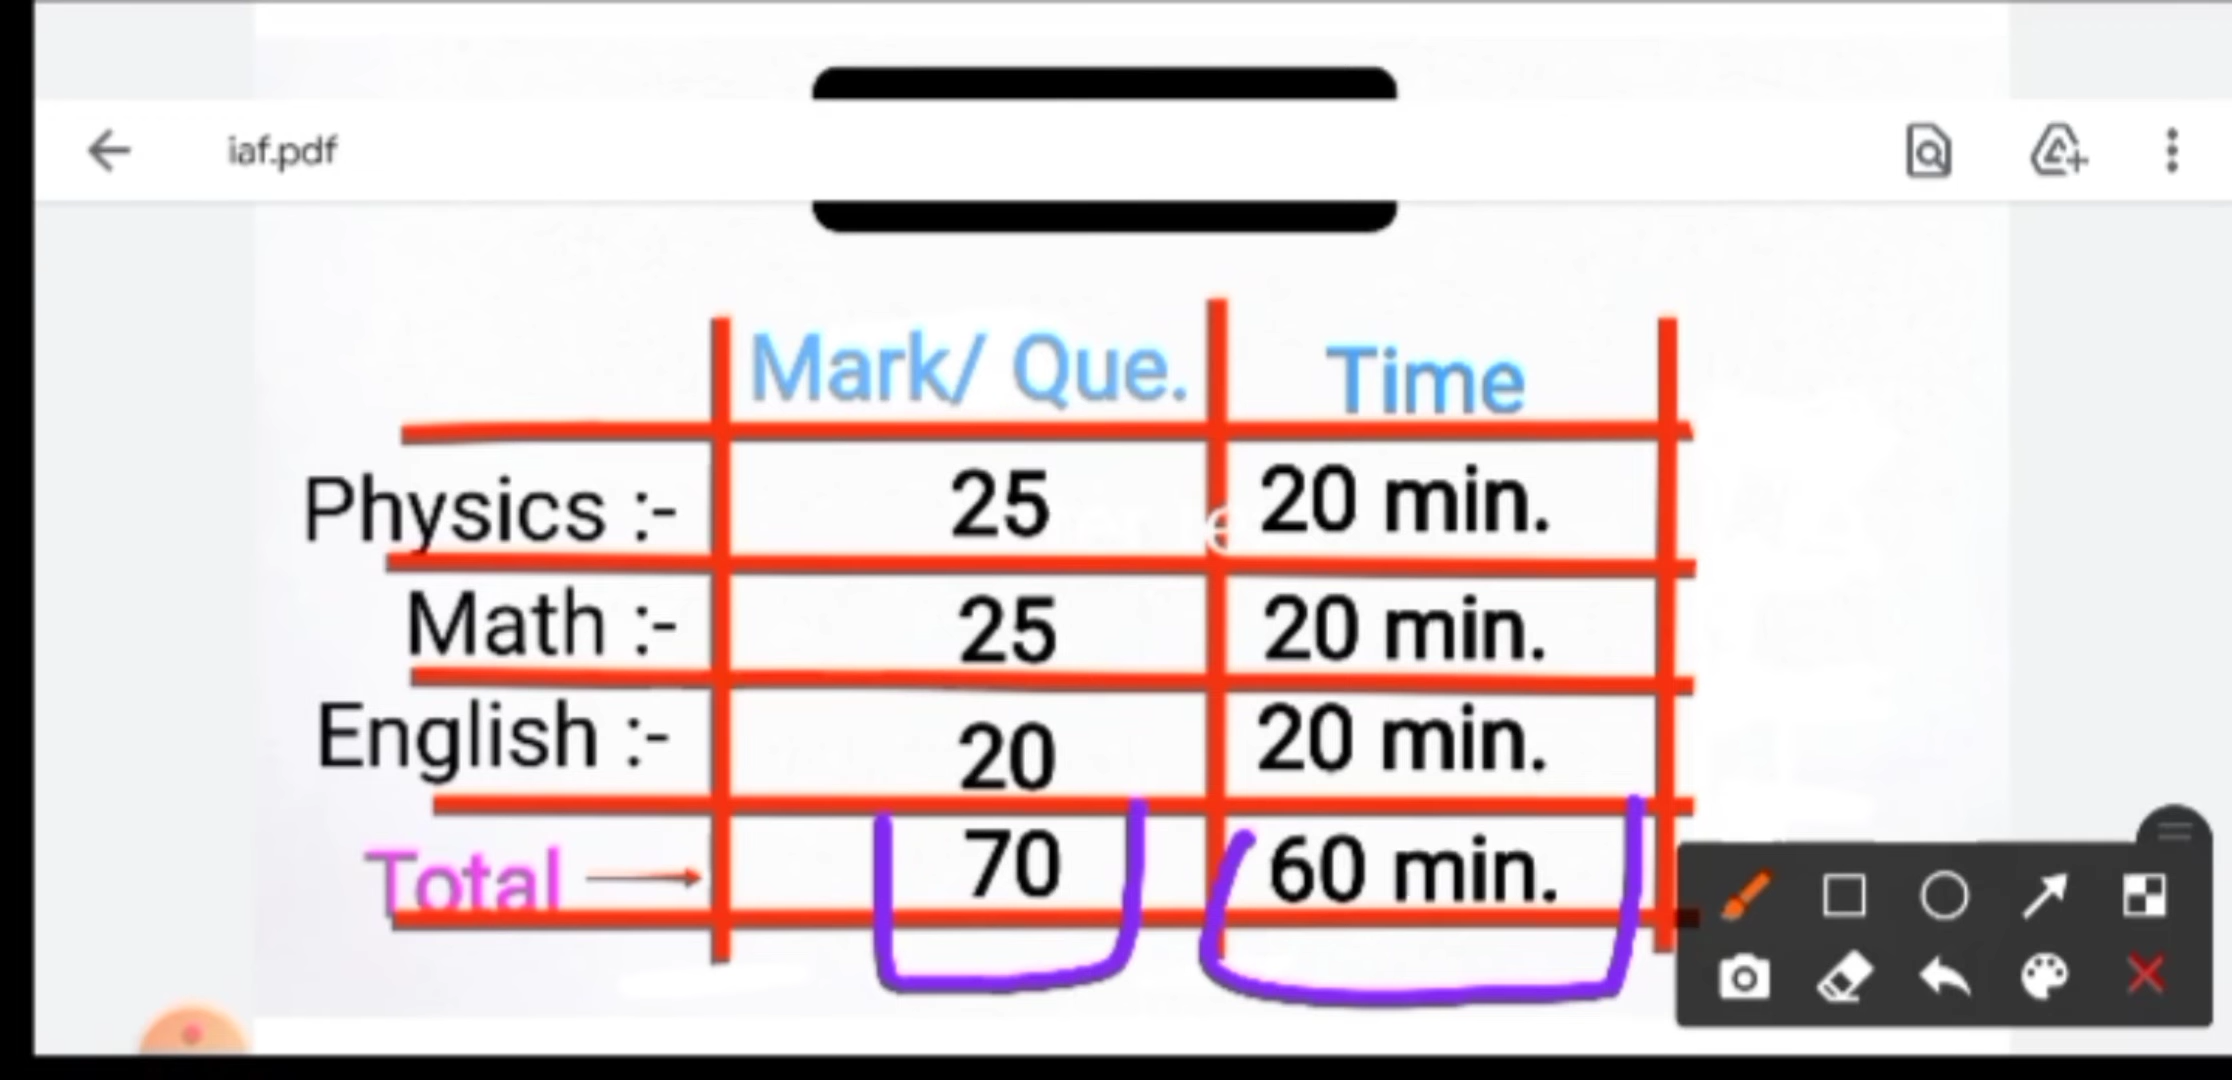 iaf.pdf
Mark/ Que. Time
Physics :- 25 20 min.
Math :- 25 20 min.
English :- 20 20 min.
Total 70 60 min.